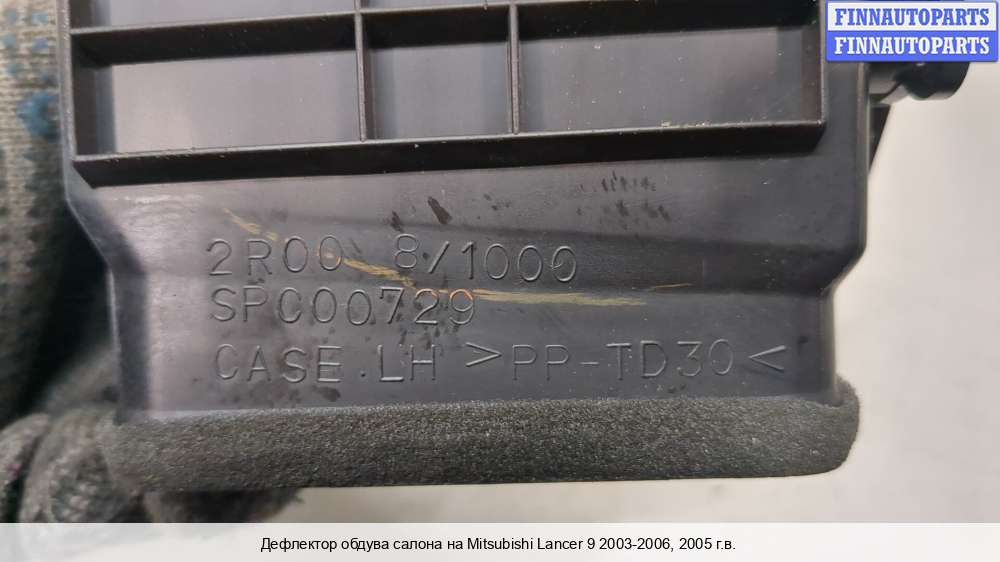 FINNAUTOPARTS
FINNAUTOPARTS
2R00 8/1000
SPC00729
CASE.LH >PP-TD30<
Дефлектор обдува салона на Mitsubishi Lancer 9 2003-2006, 2005 г.в.